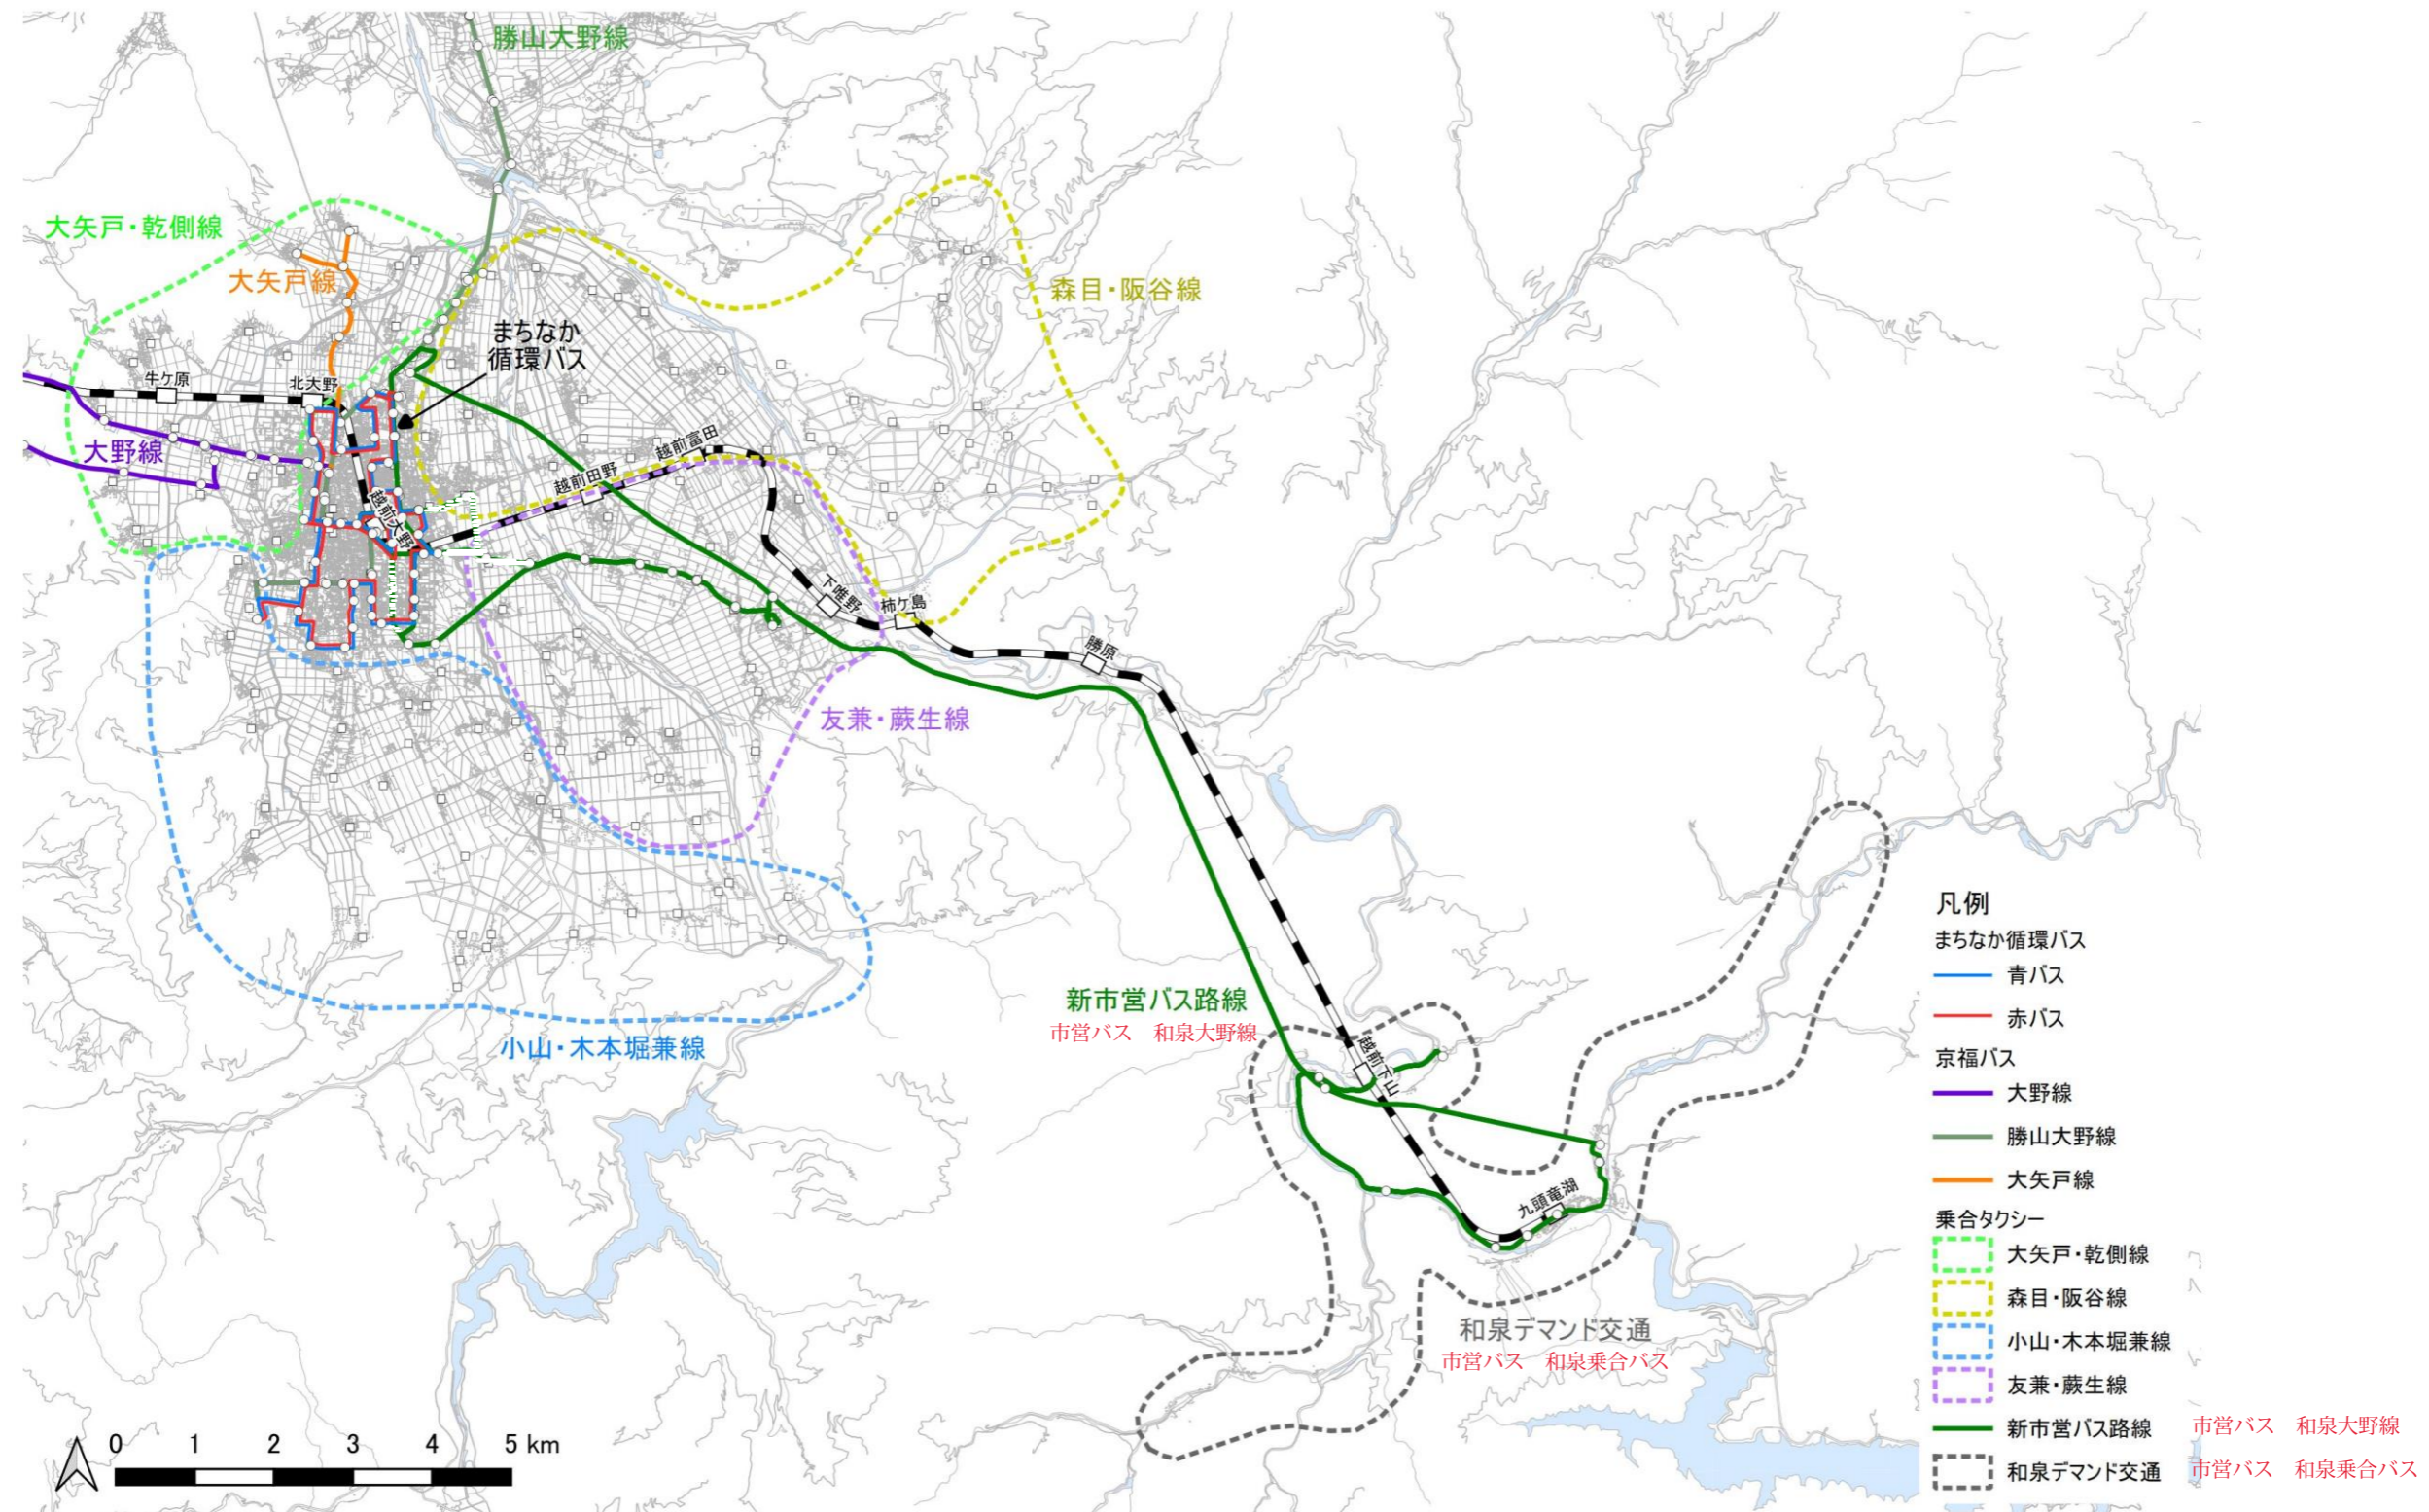 勝山大野線
大矢戸・乾側線
大矢戸線
森目・阪谷線
まちなか
循環バス
牛ケ原
北大野
大野線
越前富田
越前田野
越前大野
下唯野
柿ケ島
勝原
友兼・蕨生線
新市営バス路線
市営バス 和泉大野線
小山・木本堀兼線
越前下山
九頭竜湖
和泉デマンド交通
市営バス 和泉乗合バス
凡例
まちなか循環バス
青バス
赤バス
京福バス
大野線
勝山大野線
大矢戸線
乗合タクシー
大矢戸・乾側線
森目・阪谷線
小山・木本堀兼線
友兼・蕨生線
新市営バス路線 市営バス 和泉大野線
和泉デマンド交通 市営バス 和泉乗合バス
0 1 2 3 4 5 km